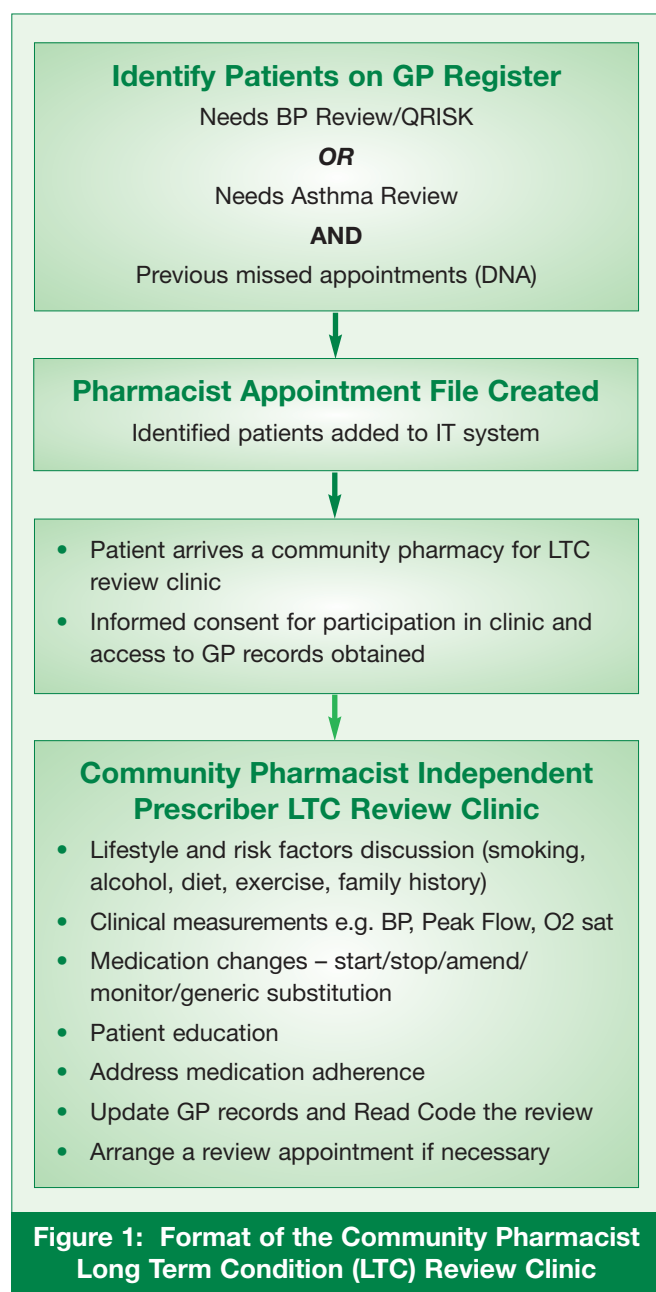 Identify Patients on GP Register
Needs BP Review/QRISK
OR
Needs Asthma Review
AND
Previous missed appointments (DNA)
Pharmacist Appointment File Created
Identified patients added to IT system
• Patient arrives a community pharmacy for LTC
review clinic
• Informed consent for participation in clinic and
access to GP records obtained
Community Pharmacist Independent
Prescriber LTC Review Clinic
• Lifestyle and risk factors discussion (smoking,
alcohol, diet, exercise, family history)
• Clinical measurements e.g. BP, Peak Flow, O2 sat
• Medication changes – start/stop/amend/
monitor/generic substitution
• Patient education
• Address medication adherence
• Update GP records and Read Code the review
• Arrange a review appointment if necessary
Figure 1: Format of the Community Pharmacist
Long Term Condition (LTC) Review Clinic